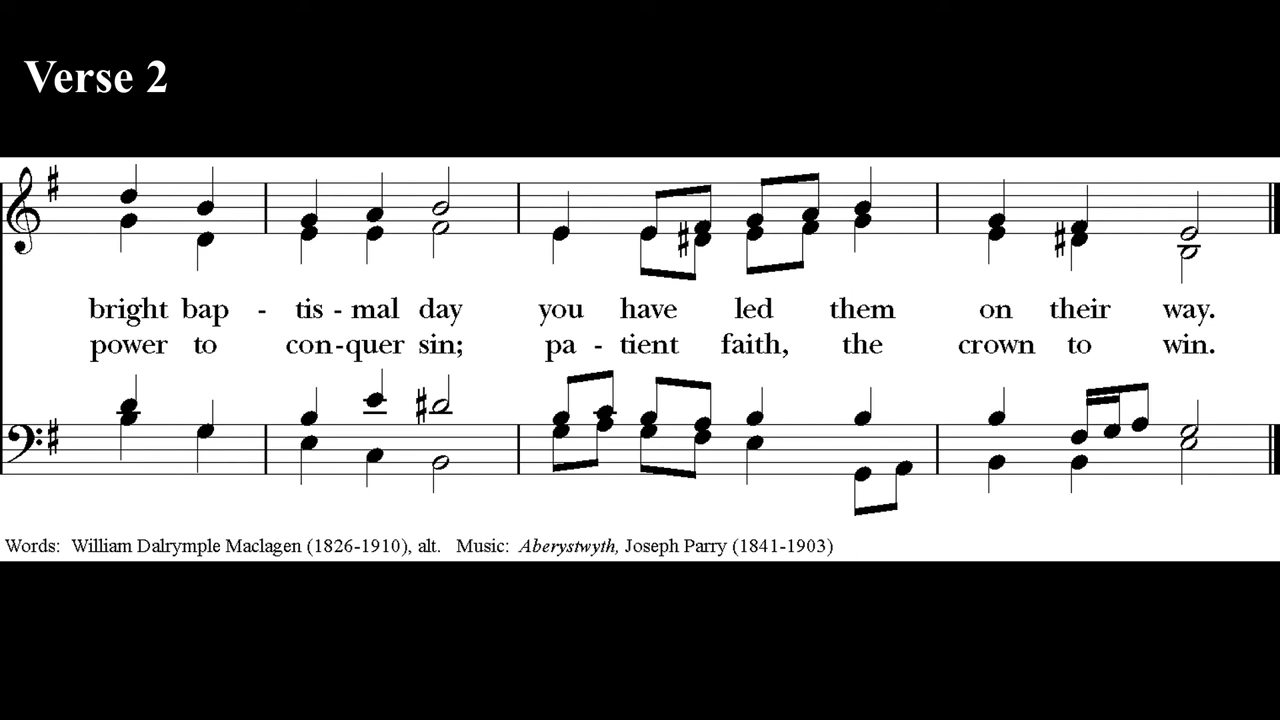 Verse 2
bright bap - tis - mal day you have led them on their way.
power to con-quer sin; pa - tient faith, the crown to win.
Words: William Dalrymple Maclagen (1826-1910), alt. Music: Aberystwyth, Joseph Parry (1841-1903)